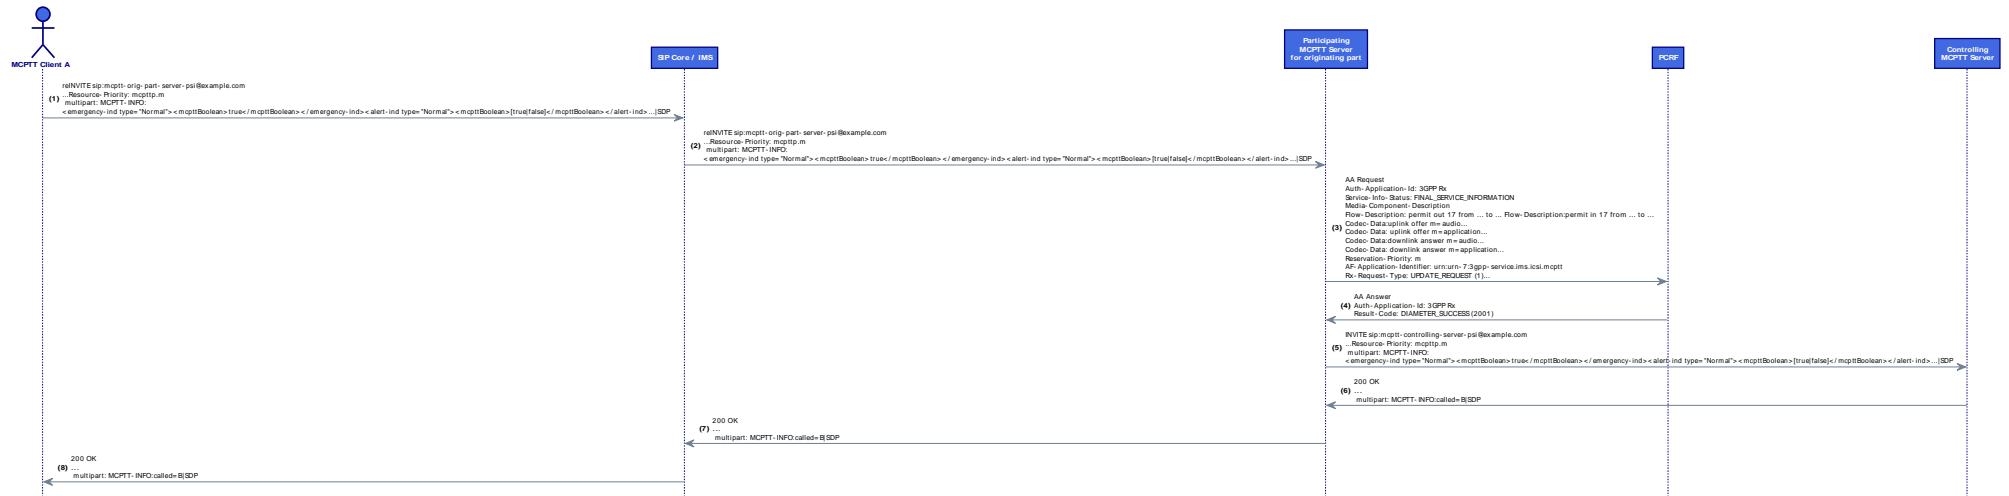 MCPTT Client A
SIP Core / IMS
Participating
MCPTT Server
for originating part
PCRF
Controlling
MCPTT Server
(1)
reINVITE sip:mcptt-orig-part-server-psi@example.com
...Resource-Priority: mcpttp.m
multipart: MCPTT-INFO:
<emergency-ind type="Normal"><mcpttBoolean>true</mcpttBoolean></emergency-ind><alert-ind type="Normal"><mcpttBoolean>[true|false]</mcpttBoolean></alert-ind>...|SDP
(2)
reINVITE sip:mcptt-orig-part-server-psi@example.com
...Resource-Priority: mcpttp.m
multipart: MCPTT-INFO:
<emergency-ind type="Normal"><mcpttBoolean>true</mcpttBoolean></emergency-ind><alert-ind type="Normal"><mcpttBoolean>[true|false]</mcpttBoolean></alert-ind>...|SDP
(3)
AA Request
Auth-Application-Id: 3GPP Rx
Service-Info-Status: FINAL_SERVICE_INFORMATION
Media-Component-Description
Flow-Description: permit out 17 from ... to ... Flow-Description:permit in 17 from ... to ...
Codec-Data:uplink offer m=audio...
Codec-Data: uplink offer m=application...
Codec-Data:downlink answer m=audio...
Codec-Data: downlink answer m=application...
Reservation-Priority: m
AF-Application-Identifier: urn:urn-7:3gpp-service.ims.icsi.mcptt
Rx-Request-Type: UPDATE_REQUEST (1)...
(4)
AA Answer
Auth-Application-Id: 3GPP Rx
Result-Code: DIAMETER_SUCCESS (2001)
(5)
INVITE sip:mcptt-controlling-server-psi@example.com
...Resource-Priority: mcpttp.m
multipart: MCPTT-INFO:
<emergency-ind type="Normal"><mcpttBoolean>true</mcpttBoolean></emergency-ind><alert-ind type="Normal"><mcpttBoolean>[true|false]</mcpttBoolean></alert-ind>...|SDP
(6)
200 OK
...
multipart: MCPTT-INFO:called=B|SDP
(7)
200 OK
...
multipart: MCPTT-INFO:called=B|SDP
(8)
200 OK
...
multipart: MCPTT-INFO:called=B|SDP